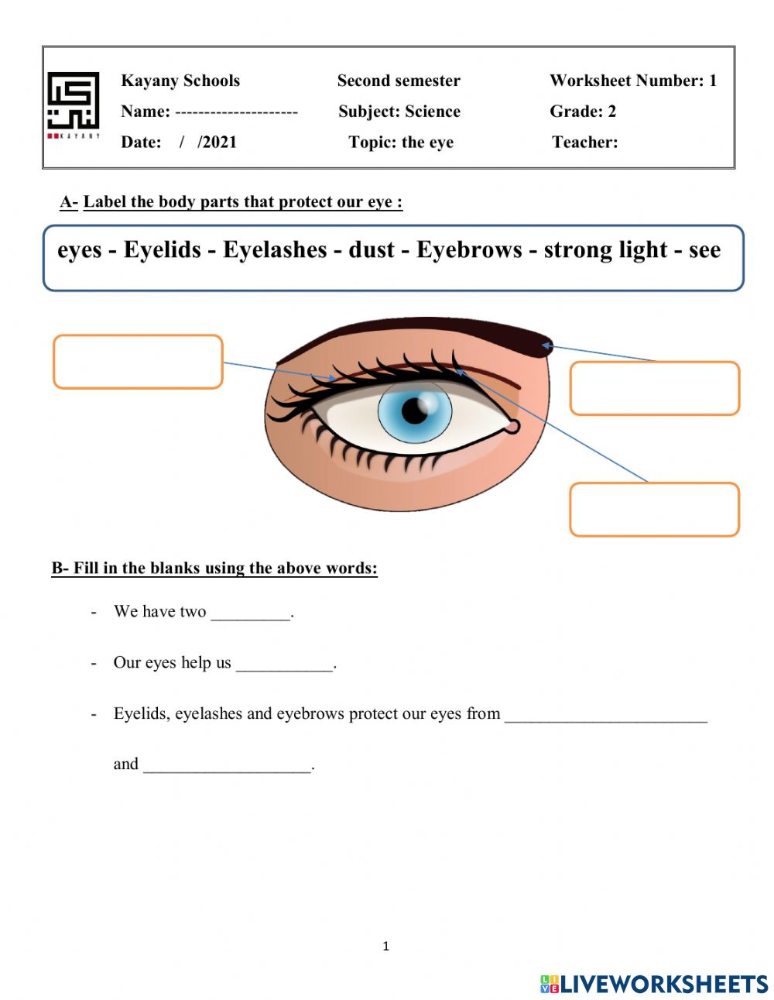 Kayany Schools Second semester Worksheet Number: 1
Name: --------------------- Subject: Science Grade: 2
Date: / /2021 Topic: the eye Teacher:
KAYANY
A- Label the body parts that protect our eye :
eyes - Eyelids - Eyelashes - dust - Eyebrows - strong light - see
B- Fill in the blanks using the above words:
- We have two _________.
- Our eyes help us ___________.
- Eyelids, eyelashes and eyebrows protect our eyes from _______________________
and ___________________.
1
LIVE LIVEWORKSHEETS